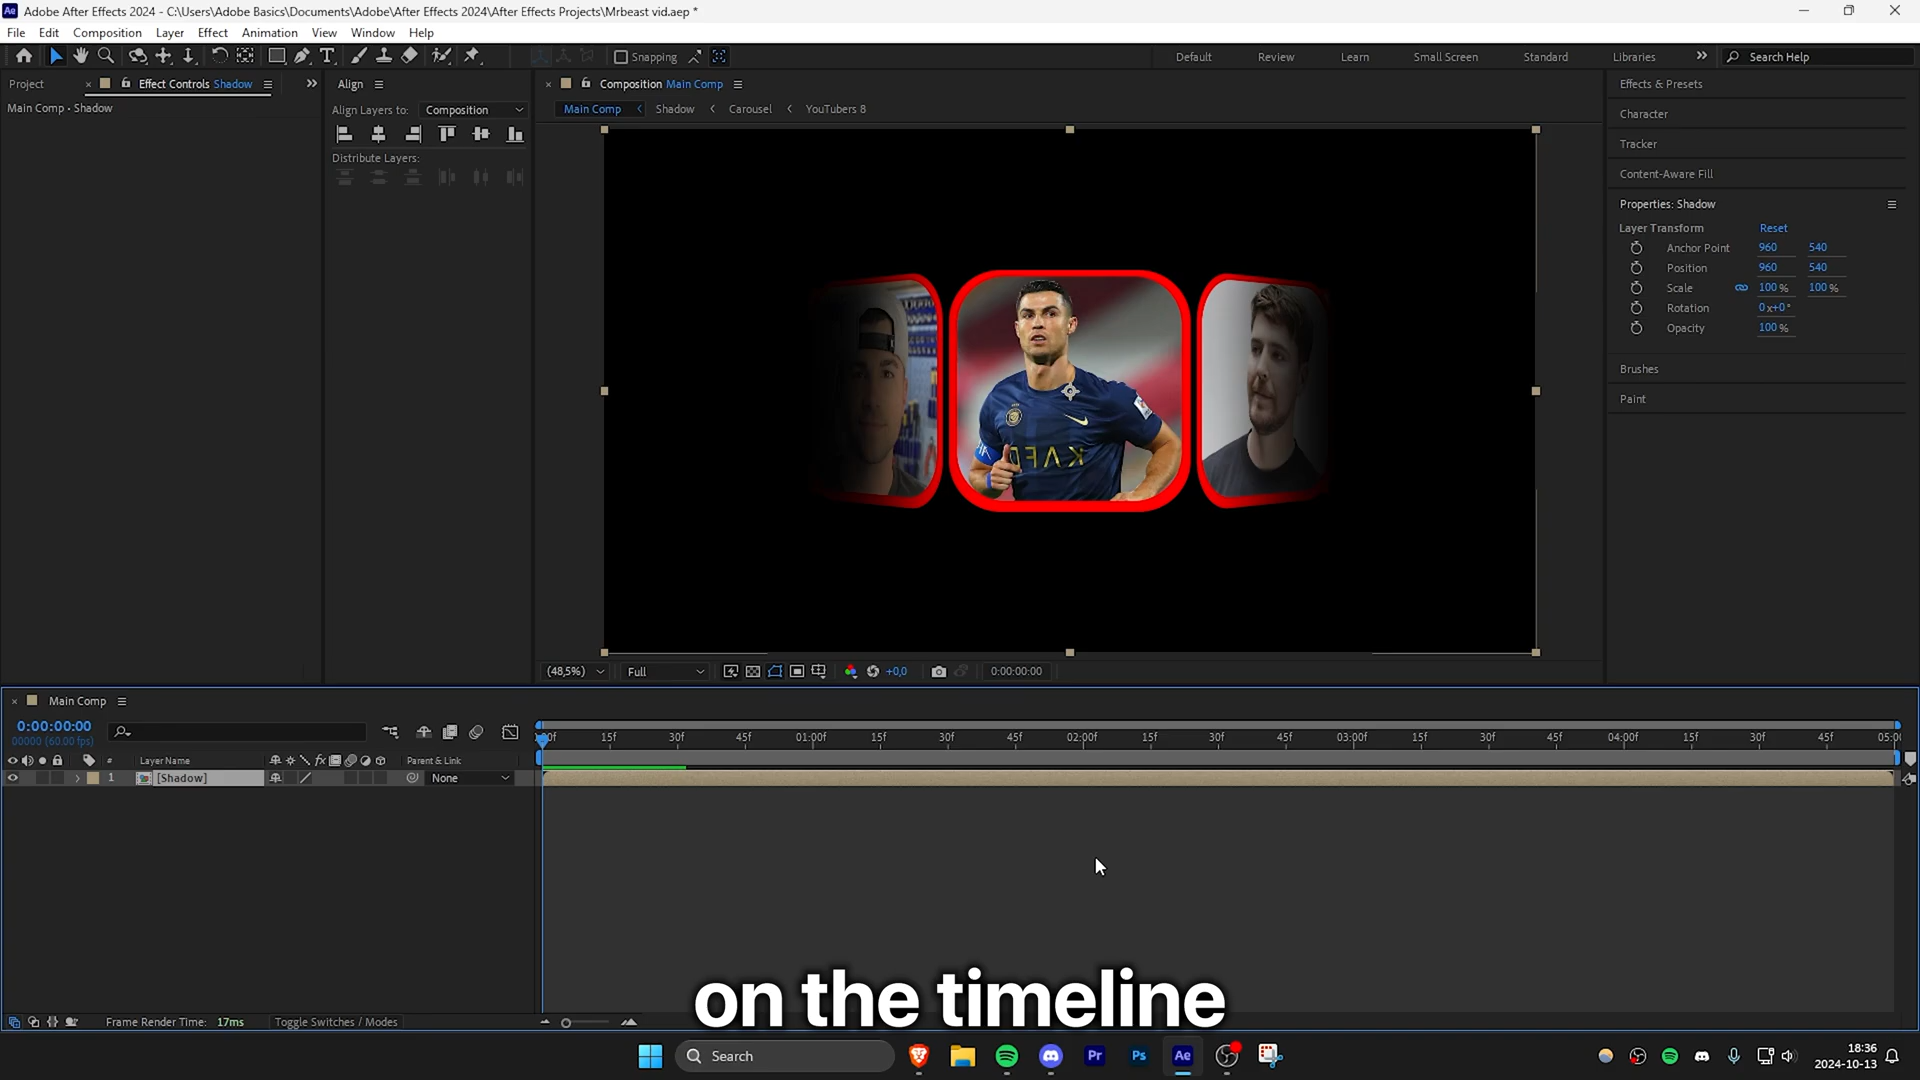 Adobe After Effects 2024 - C:\Users\Adobe Basics\Documents\Adobe\After Effects 2024\After Effects Projects\Mrbeast vid.aep *
File Edit Composition Layer Effect Animation View Window Help
Snapping Default Review Learn Small Screen Standard Libraries Search Help
Project Effect Controls Shadow
Main Comp • Shadow
Align
Align Layers to: Composition
Distribute Layers:
Composition Main Comp
Main Comp Shadow Carousel YouTubers 8
Effects & Presets
Character
Tracker
Content-Aware Fill
Properties: Shadow
Layer Transform Reset
Anchor Point 960 540
Position 960 540
Scale 100 % 100 %
Rotation 0x+0°
Opacity 100 %
Brushes
Paint
KAFD
(48,5%) Full +0,0 0:00:00:00
Main Comp
0:00:00:00
00000 (60.00 fps)
00f 15f 30f 45f 01:00f 15f 30f 45f 02:00f 15f 30f 45f 03:00f 15f 30f 45f 04:00f 15f 30f 45f 05:00
# Layer Name fx Parent & Link
1 [Shadow] None
on the timeline
Frame Render Time: 17ms Toggle Switches / Modes
Search Pr Ps Ae
18:36
2024-10-13